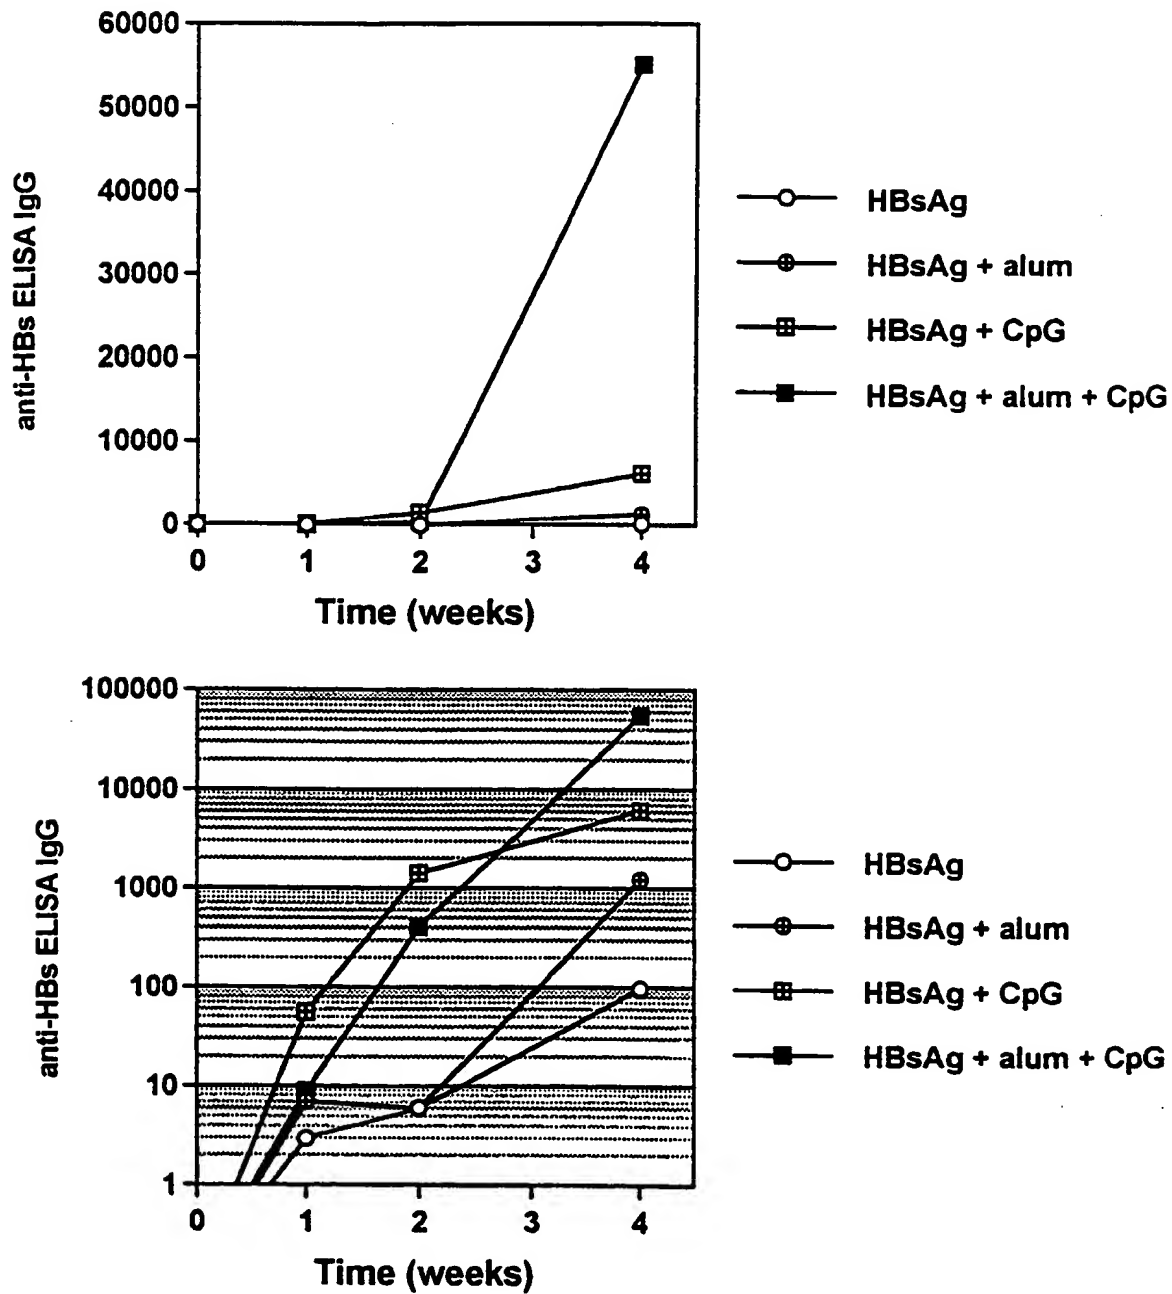 60000
50000
40000
30000
20000
10000
0
anti-HBs ELISA IgG
0 1 2 3 4
Time (weeks)
HBsAg
HBsAg + alum
HBsAg + CpG
HBsAg + alum + CpG
100000
10000
1000
100
10
1
anti-HBs ELISA IgG
0 1 2 3 4
Time (weeks)
HBsAg
HBsAg + alum
HBsAg + CpG
HBsAg + alum + CpG